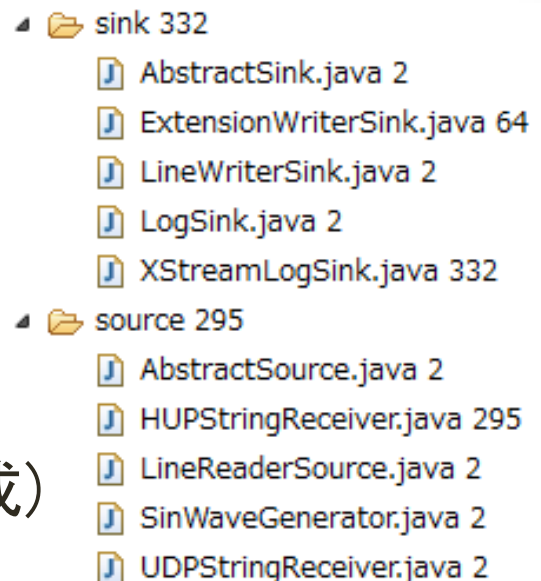 sink 332
AbstractSink.java 2
ExtensionWriterSink.java 64
LineWriterSink.java 2
LogSink.java 2
XStreamLogSink.java 332
source 295
AbstractSource.java 2
HUPStringReceiver.java 295
LineReaderSource.java 2
成)
SinWaveGenerator.java 2
UDPStringReceiver.java 2